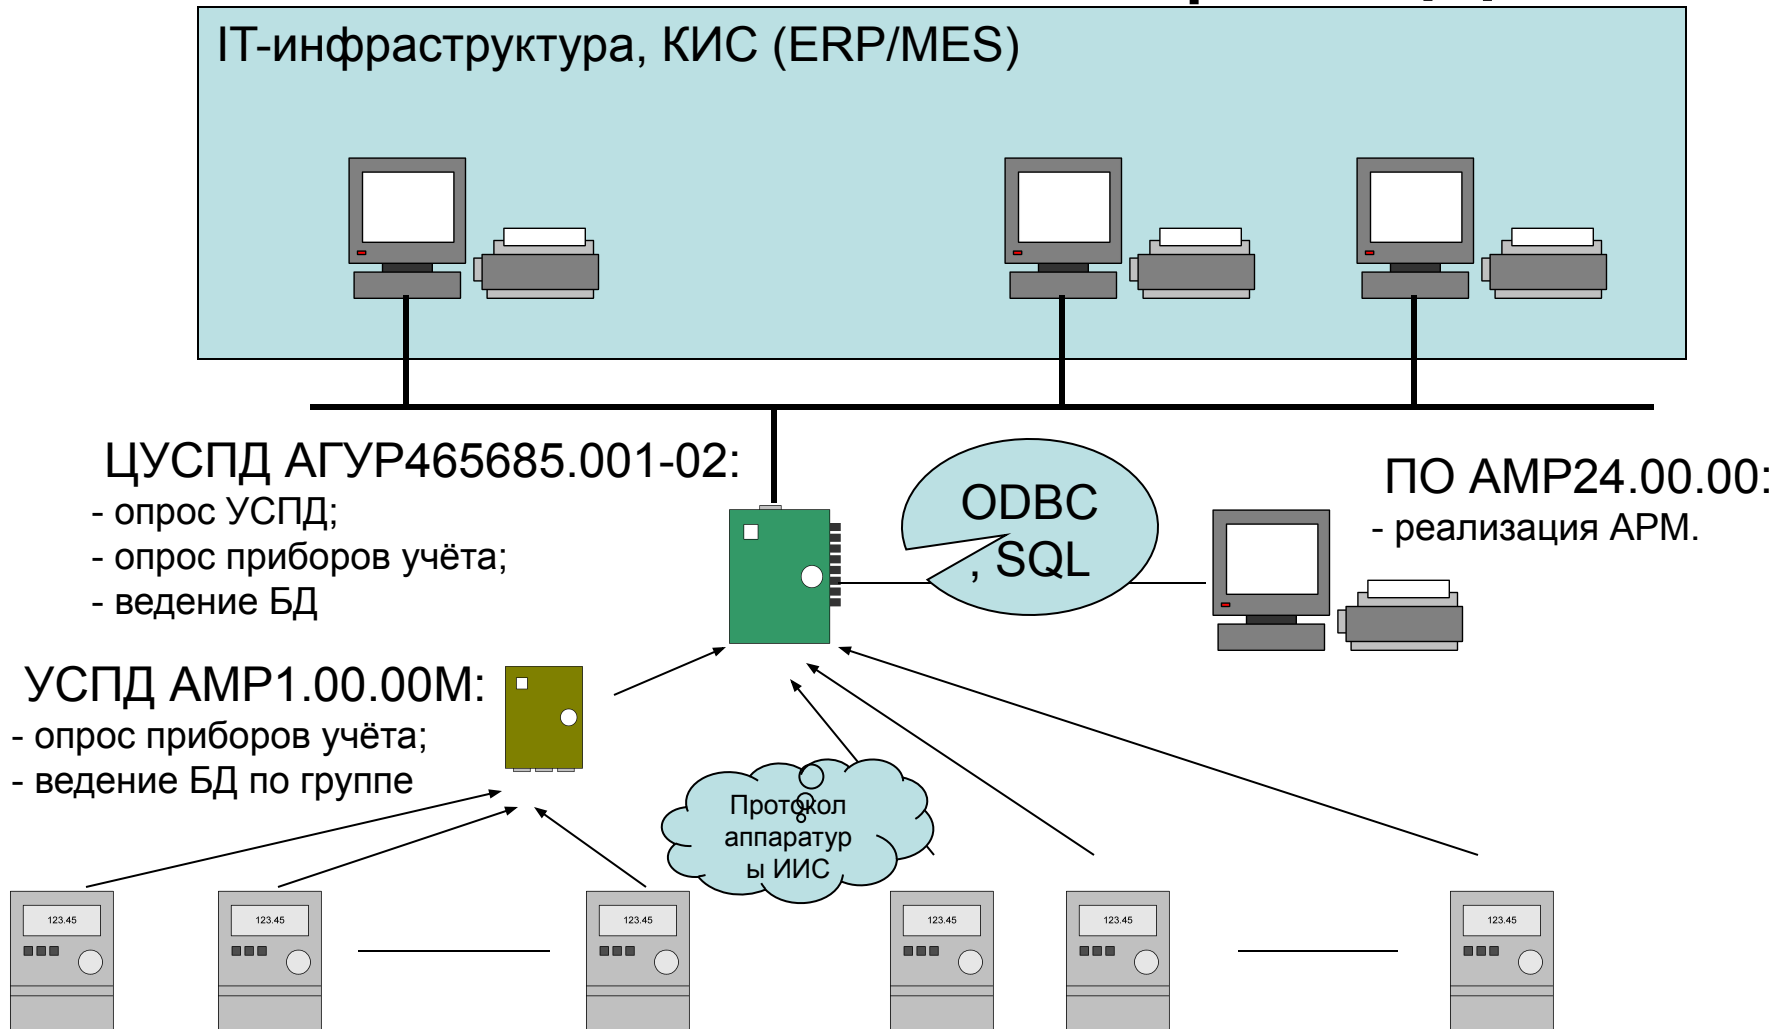 IT-инфраструктура, КИС (ERP/MES)
ЦУСПД АГУР465685.001-02:
- опрос УСПД;
- опрос приборов учёта;
- ведение БД
ODBC
, SQL
ПО АМР24.00.00:
- реализация АРМ.
УСПД АМР1.00.00М:
- опрос приборов учёта;
- ведение БД по группе
Протокол
аппаратур
ы ИИС
123.45
123.45
123.45
123.45
123.45
123.45